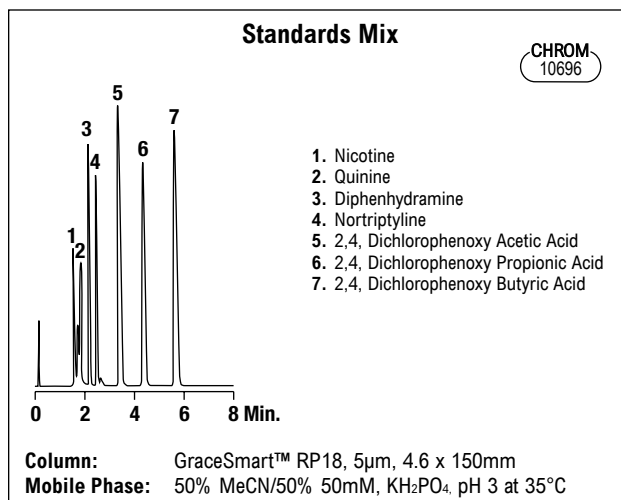 Standards Mix
CHROM
10696
5
7
3
6
4
1
2
1. Nicotine
2. Quinine
3. Diphenhydramine
4. Nortriptyline
5. 2,4, Dichlorophenoxy Acetic Acid
6. 2,4, Dichlorophenoxy Propionic Acid
7. 2,4, Dichlorophenoxy Butyric Acid
0 2 4 6 8 Min.
Column: GraceSmart™ RP18, 5µm, 4.6 x 150mm
Mobile Phase: 50% MeCN/50% 50mM, KH₂PO₄, pH 3 at 35°C